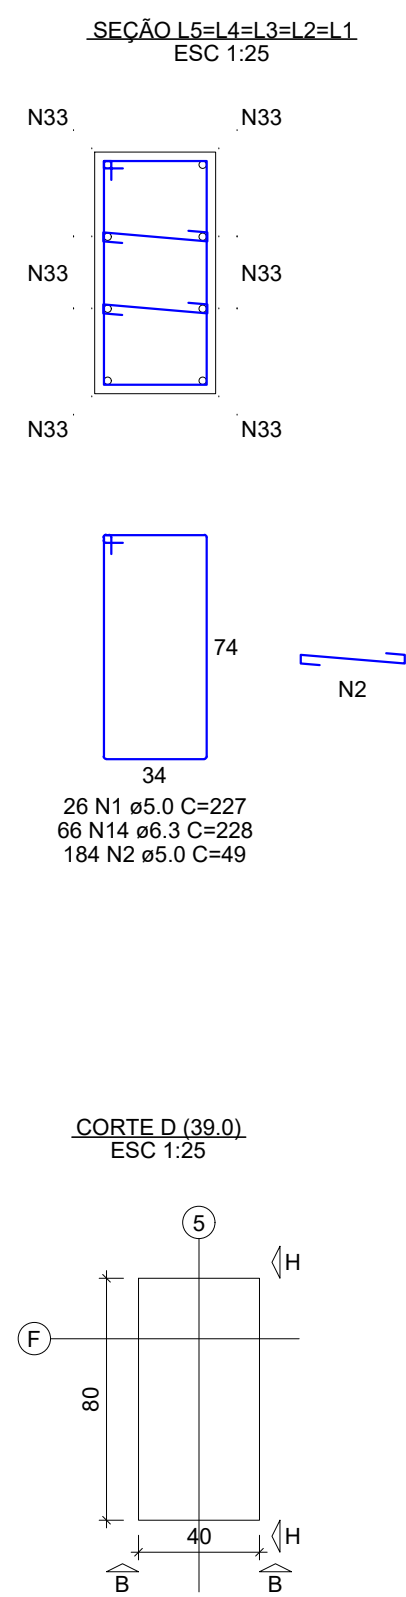 SEÇÃO L5=L4=L3=L2=L1
ESC 1:25
N33 N33
N33 N33
N33 N33
74
N2
34
26 N1 ø5.0 C=227
66 N14 ø6.3 C=228
184 N2 ø5.0 C=49
CORTE D (39.0)
ESC 1:25
5
H
F
80
40
H
B B